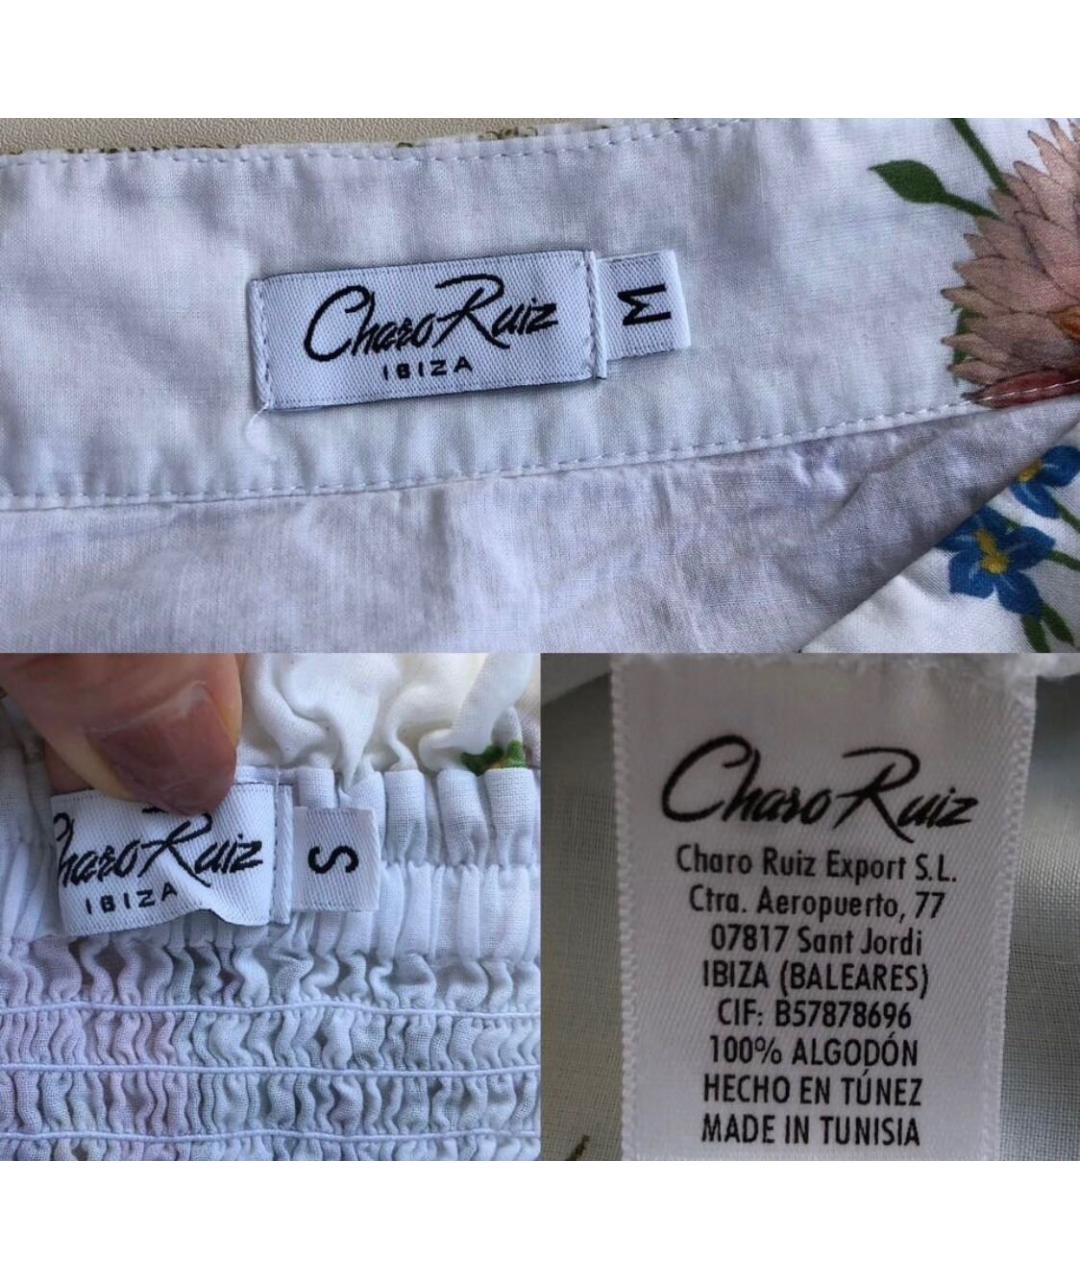 Charo Ruiz
IBIZA
M
haro Ruiz
IBIZA
S
Charo Ruiz
Charo Ruiz Export S.L.
Ctra. Aeropuerto, 77
07817 Sant Jordi
IBIZA (BALEARES)
CIF: B57878696
100% ALGODÓN
HECHO EN TÚNEZ
MADE IN TUNISIA